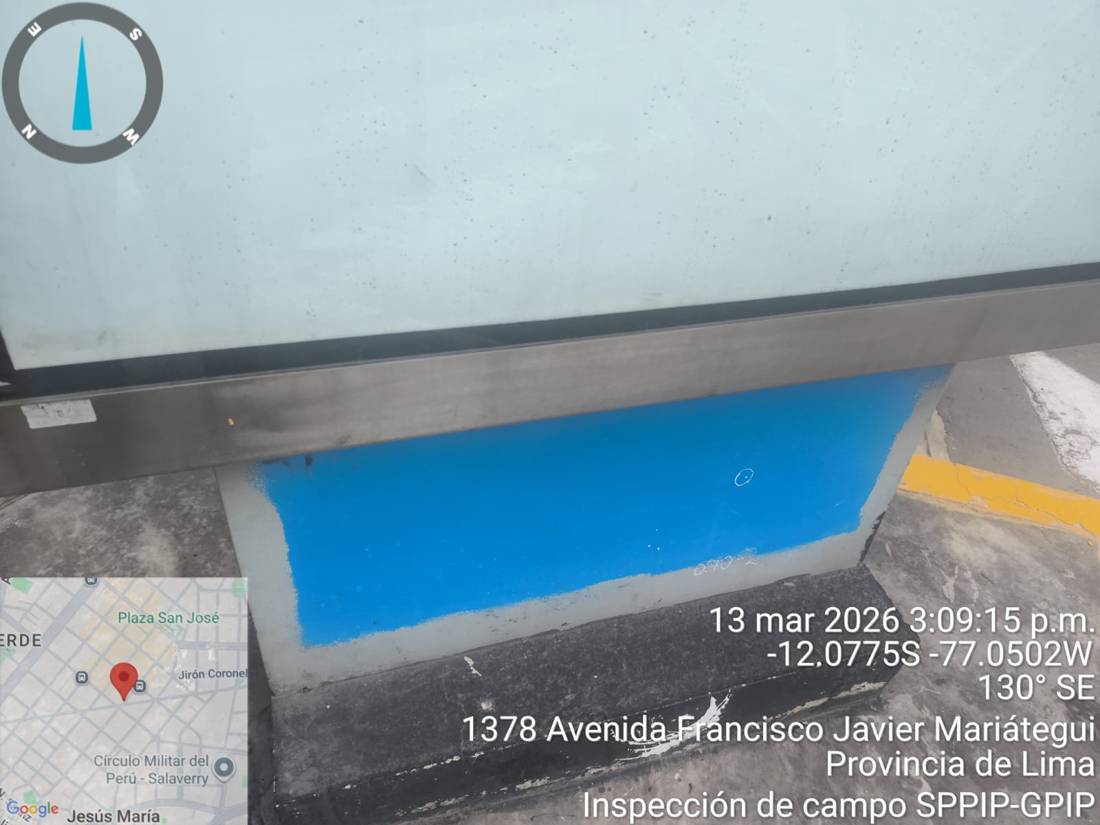 E
S
N
W
Plaza San José
ERDE
Jirón Coronel
Círculo Militar del
Perú - Salaverry
Google
Jesús María
13 mar 2026 3:09:15 p.m.
-12.0775S -77.0502W
130° SE
1378 Avenida Francisco Javier Mariátegui
Provincia de Lima
Inspección de campo SPPIP-GPIP